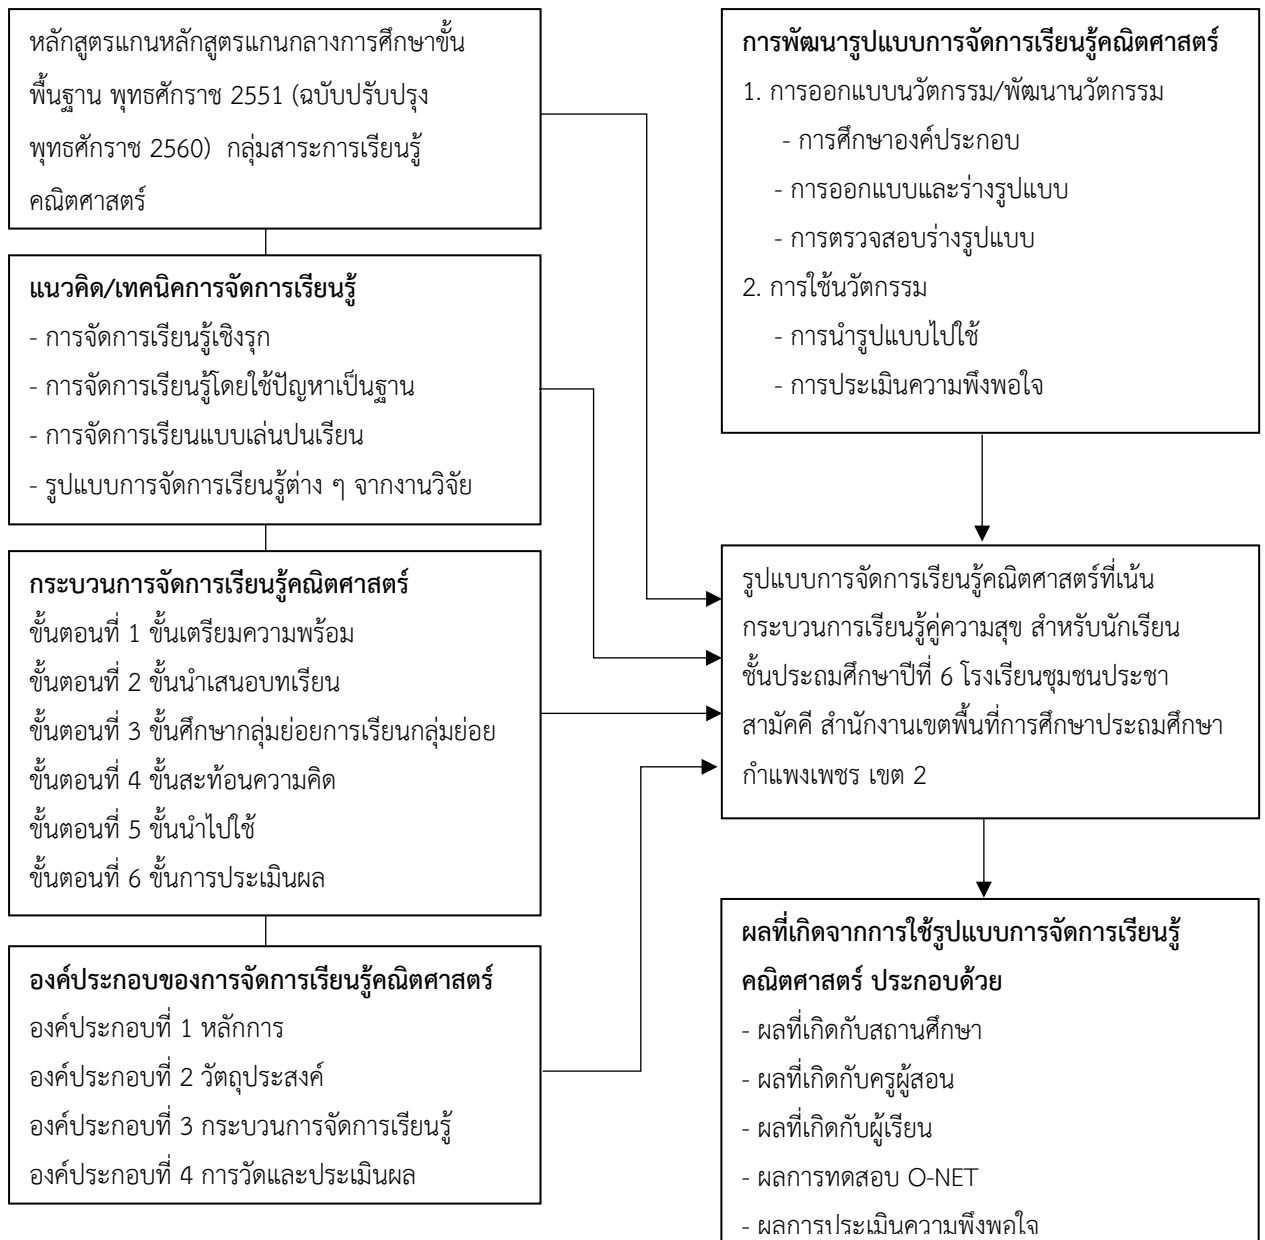 หลักสูตรแกนหลักสูตรแกนกลางการศึกษาขั้น
พื้นฐาน พุทธศักราช 2551 (ฉบับปรับปรุง
พุทธศักราช 2560)  กลุ่มสาระการเรียนรู้
คณิตศาสตร์
แนวคิด/เทคนิคการจัดการเรียนรู้
- การจัดการเรียนรู้เชิงรุก
- การจัดการเรียนรู้โดยใช้ปัญหาเป็นฐาน
- การจัดการเรียนแบบเล่นปนเรียน
- รูปแบบการจัดการเรียนรู้ต่าง ๆ จากงานวิจัย
กระบวนการจัดการเรียนรู้คณิตศาสตร์
ขั้นตอนที่ 1 ขั้นเตรียมความพร้อม
ขั้นตอนที่ 2 ขั้นนำเสนอบทเรียน
ขั้นตอนที่ 3 ขั้นศึกษากลุ่มย่อยการเรียนกลุ่มย่อย
ขั้นตอนที่ 4 ขั้นสะท้อนความคิด
ขั้นตอนที่ 5 ขั้นนำไปใช้
ขั้นตอนที่ 6 ขั้นการประเมินผล
องค์ประกอบของการจัดการเรียนรู้คณิตศาสตร์
องค์ประกอบที่ 1 หลักการ
องค์ประกอบที่ 2 วัตถุประสงค์
องค์ประกอบที่ 3 กระบวนการจัดการเรียนรู้
องค์ประกอบที่ 4 การวัดและประเมินผล
การพัฒนารูปแบบการจัดการเรียนรู้คณิตศาสตร์
1. การออกแบบนวัตกรรม/พัฒนานวัตกรรม
- การศึกษาองค์ประกอบ
- การออกแบบและร่างรูปแบบ
- การตรวจสอบร่างรูปแบบ
2. การใช้นวัตกรรม
- การนำรูปแบบไปใช้
- การประเมินความพึงพอใจ
รูปแบบการจัดการเรียนรู้คณิตศาสตร์ที่เน้น
กระบวนการเรียนรู้คู่ความสุข สำหรับนักเรียน
ชั้นประถมศึกษาปีที่ 6 โรงเรียนชุมชนประชา
สามัคคี สำนักงานเขตพื้นที่การศึกษาประถมศึกษา
กำแพงเพชร เขต 2
ผลที่เกิดจากการใช้รูปแบบการจัดการเรียนรู้
คณิตศาสตร์ ประกอบด้วย
- ผลที่เกิดกับสถานศึกษา
- ผลที่เกิดกับครูผู้สอน
- ผลที่เกิดกับผู้เรียน
- ผลการทดสอบ O-NET
- ผลการประเมินความพึงพอใจ